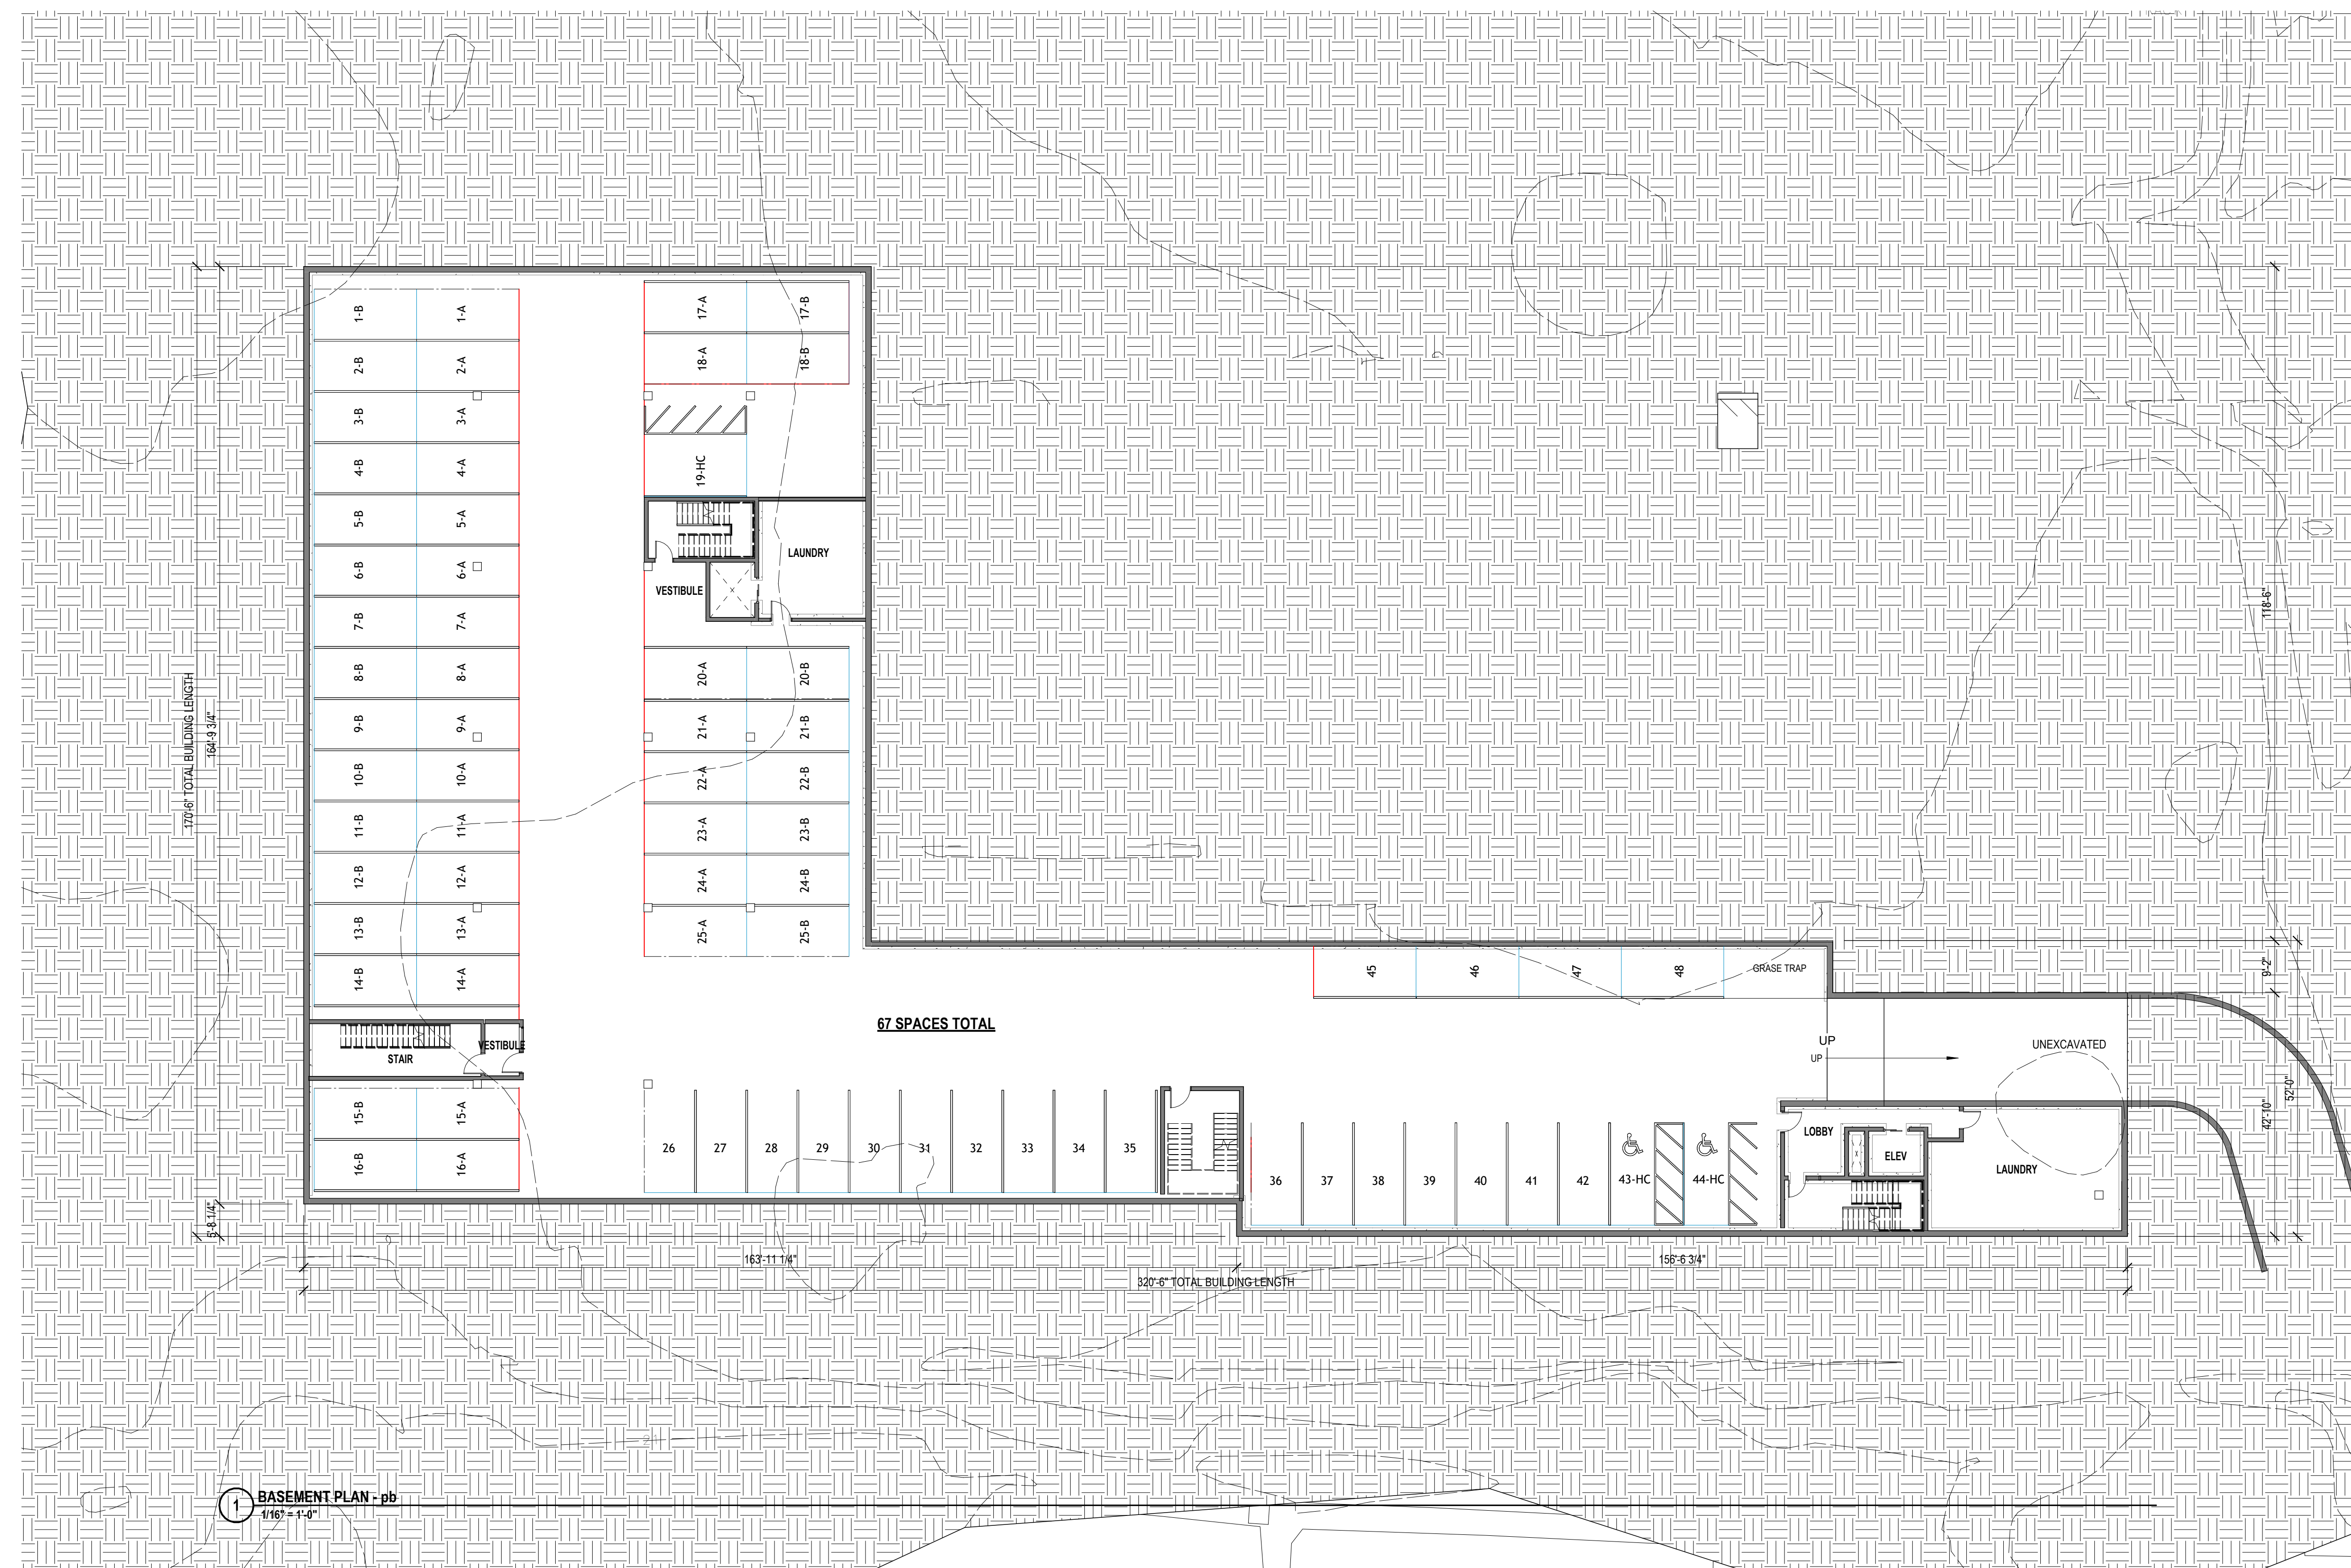 1-B
1-A
17-A
17-B
2-B
2-A
18-A
18-B
3-B
3-A
4-B
4-A
19-HC
5-B
5-A
LAUNDRY
6-B
6-A
VESTIBULE
7-B
7-A
118'-6"
8-B
8-A
20-A
20-B
9-B
9-A
21-A
21-B
170'-6" TOTAL BUILDING LENGTH
164'-9 3/4"
10-B
10-A
22-A
22-B
11-B
11-A
23-A
23-B
12-B
12-A
24-A
24-B
13-B
13-A
25-A
25-B
14-B
14-A
45
46
47
48
GRASE TRAP
9'-2"
67 SPACES TOTAL
STAIR
VESTIBULE
UP
UP
UNEXCAVATED
52'-0"
42'-10"
15-B
15-A
16-B
16-A
26
27
28
29
30
31
32
33
34
35
36
37
38
39
40
41
42
43-HC
44-HC
LOBBY
ELEV
LAUNDRY
5'-8 1/4"
163'-11 1/4"
156'-6 3/4"
320'-6" TOTAL BUILDING LENGTH
21
1
BASEMENT PLAN - pb
1/16" = 1'-0"